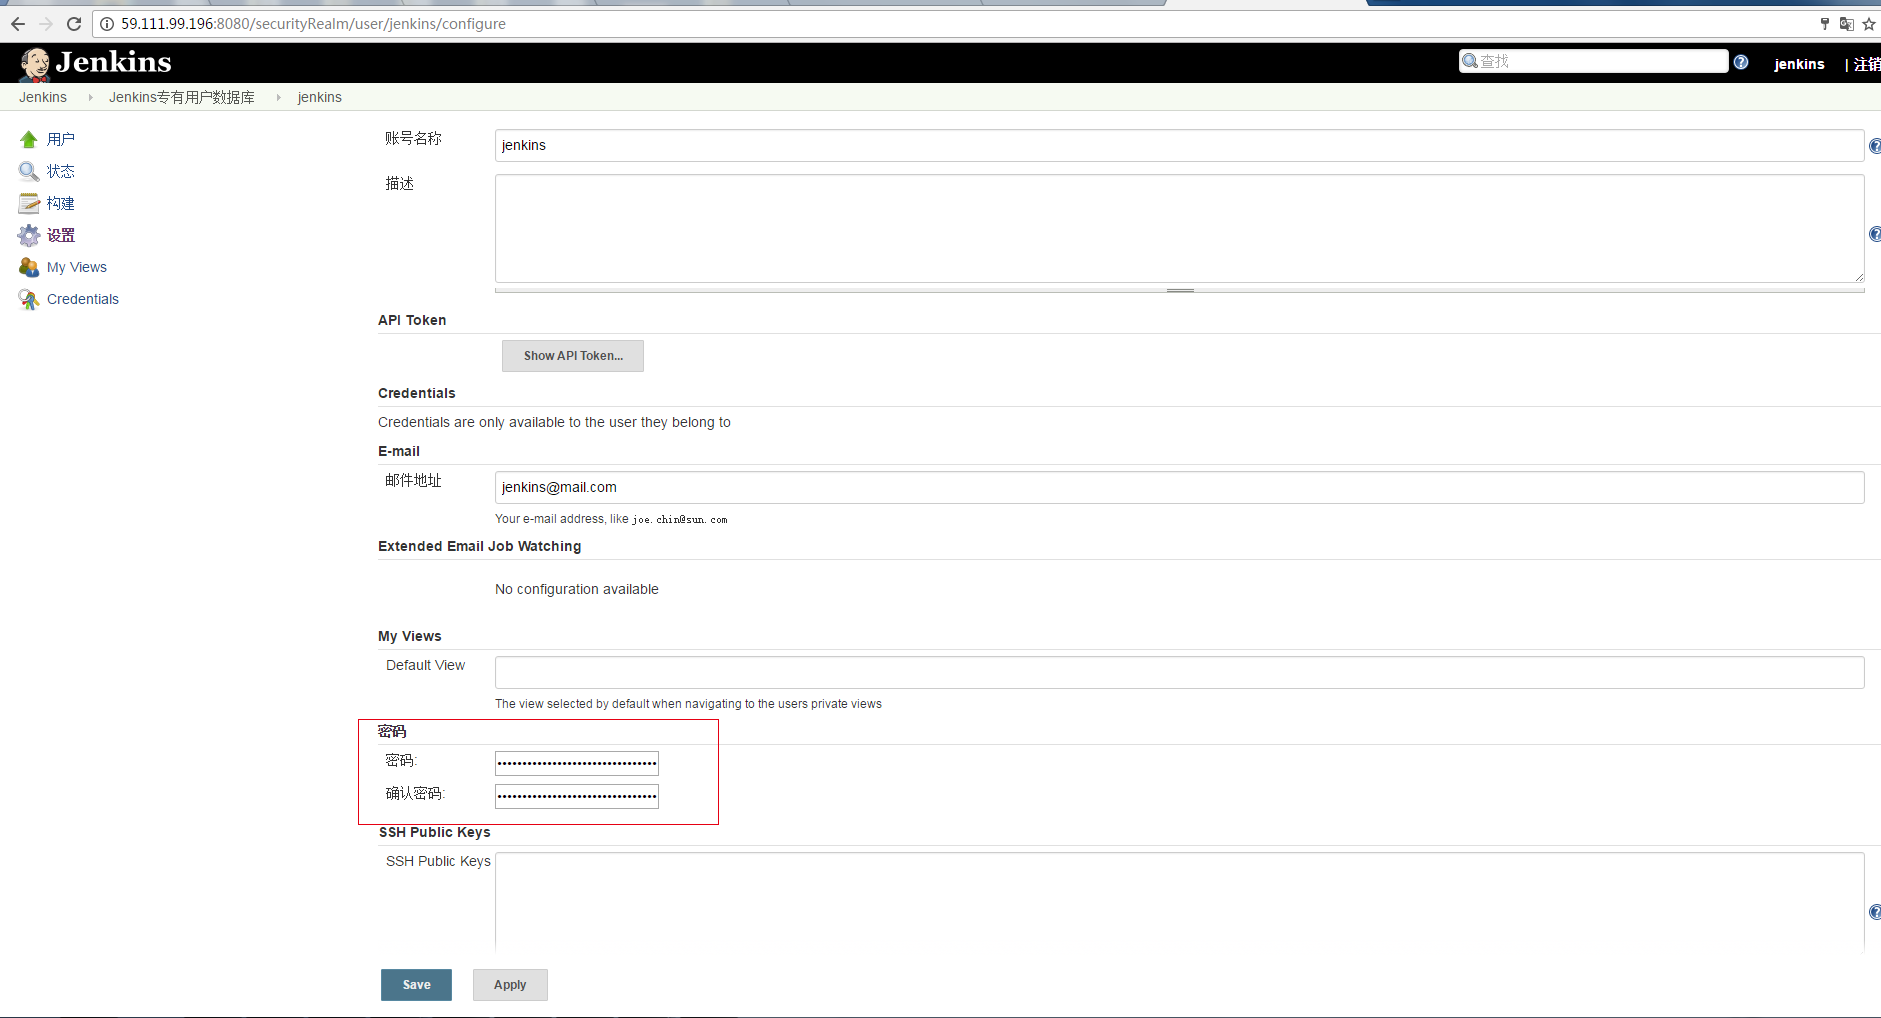 59.111.99.196:8080/securityRealm/user/jenkins/configure
Jenkins
查找
jenkins
| 注销
Jenkins
Jenkins专有用户数据库
jenkins
用户
状态
构建
设置
My Views
Credentials
账号名称
jenkins
描述
API Token
Show API Token...
Credentials
Credentials are only available to the user they belong to
E-mail
邮件地址
jenkins@mail.com
Your e-mail address, like joe.chin@sun.com
Extended Email Job Watching
No configuration available
My Views
Default View
The view selected by default when navigating to the users private views
密码
密码:
确认密码:
SSH Public Keys
SSH Public Keys
Save
Apply